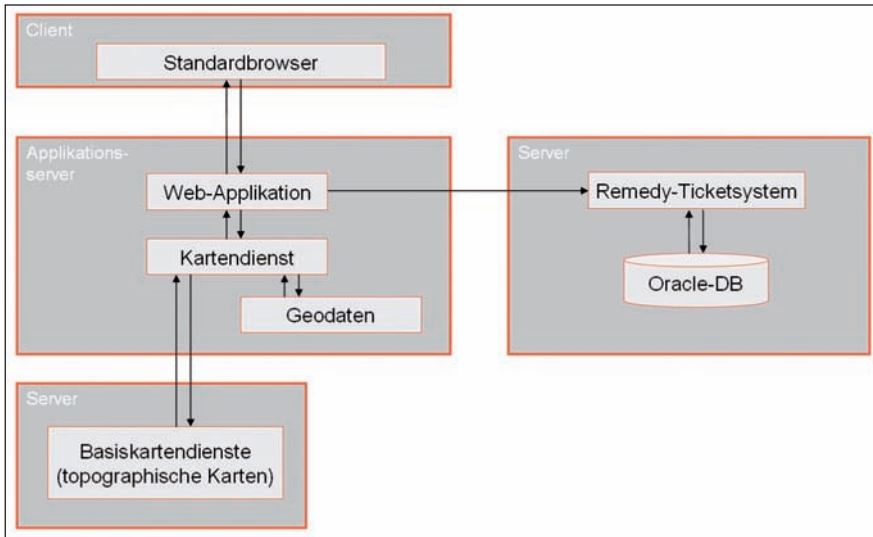 Client
Standardbrowser
Applikations-
server
Web-Applikation
Kartendienst
Geodaten
Server
Remedy-Ticketsystem
Oracle-DB
Server
Basiskartendienste
(topographische Karten)